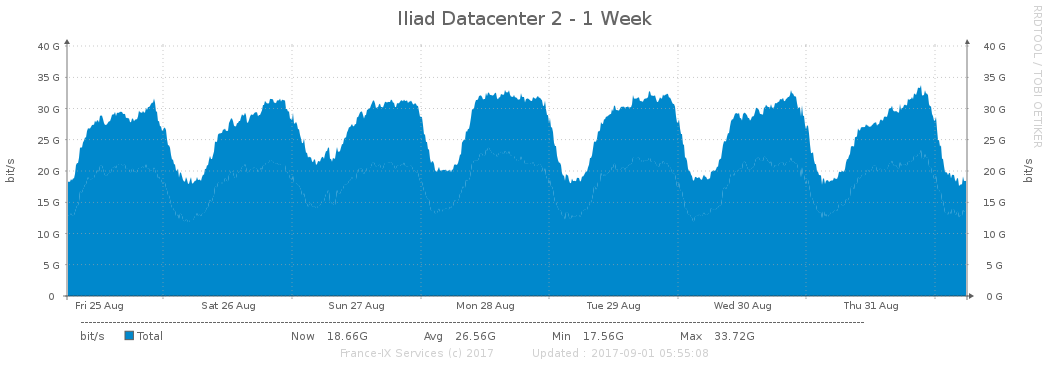 Iliad Datacenter 2 - 1 Week
RRDTOOL / TOBI OETIKER
bit/s
40 G
35 G
30 G
25 G
20 G
15 G
10 G
5 G
0
40 G
35 G
30 G
25 G
20 G
15 G
10 G
5 G
0 G
bit/s
Fri 25 Aug Sat 26 Aug Sun 27 Aug Mon 28 Aug Tue 29 Aug Wed 30 Aug Thu 31 Aug
bit/s Total Now 18.66G Avg 26.56G Min 17.56G Max 33.72G
France-IX Services (c) 2017 Updated : 2017-09-01 05:55:08